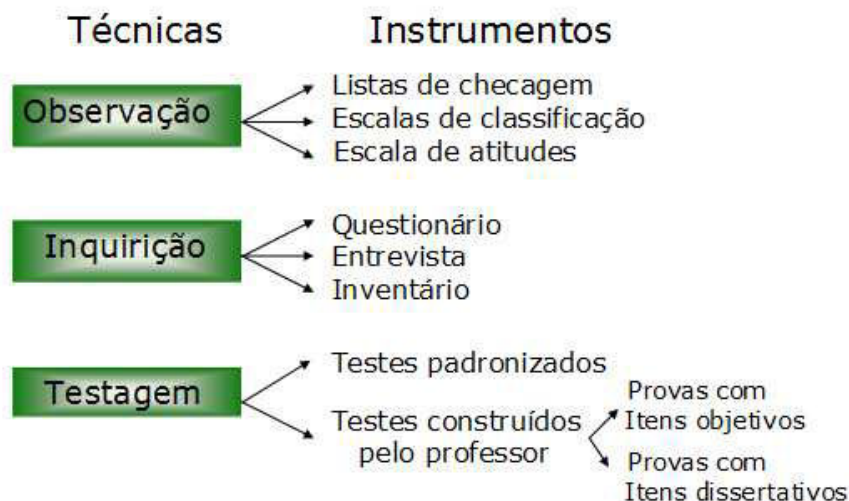 Técnicas Instrumentos
Observação
Listas de checagem
Escalas de classificação
Escala de atitudes
Inquirição
Questionário
Entrevista
Inventário
Testagem
Testes padronizados
Testes construídos
pelo professor
Provas com
Itens objetivos
Provas com
Itens dissertativos